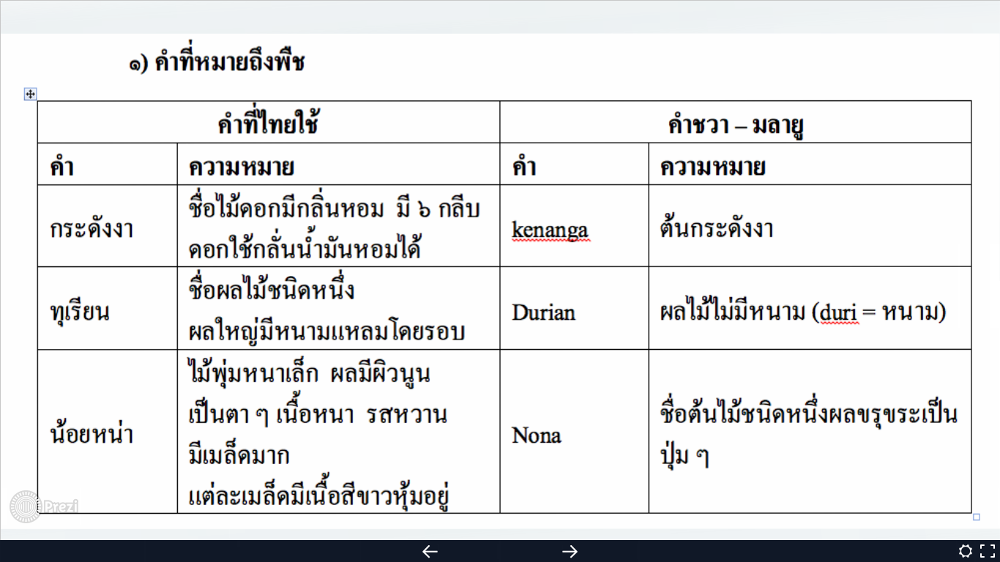 ๑) คำที่หมายถึงพืช
คำที่ไทยใช้
คำชวา – มลายู
คำ
ความหมาย
คำ
ความหมาย
กระดังงา
ชื่อไม้ดอกมีกลิ่นหอม มี ๖ กลีบ
ดอกใช้กลั่นน้ำมันหอมได้
kenanga
ต้นกระดังงา
ทุเรียน
ชื่อผลไม้ชนิดหนึ่ง
ผลใหญ่มีหนามแหลมโดยรอบ
Durian
ผลไม้ไม่มีหนาม (duri = หนาม)
น้อยหน่า
ไม้พุ่มหนาเล็ก ผลมีผิวนูน
เป็นตา ๆ เนื้อหนา รสหวาน
มีเมล็ดมาก
แต่ละเมล็ดมีเนื้อสีขาวหุ้มอยู่
Nona
ชื่อต้นไม้ชนิดหนึ่งผลขรุขระเป็น
ปุ่ม ๆ
Prezi